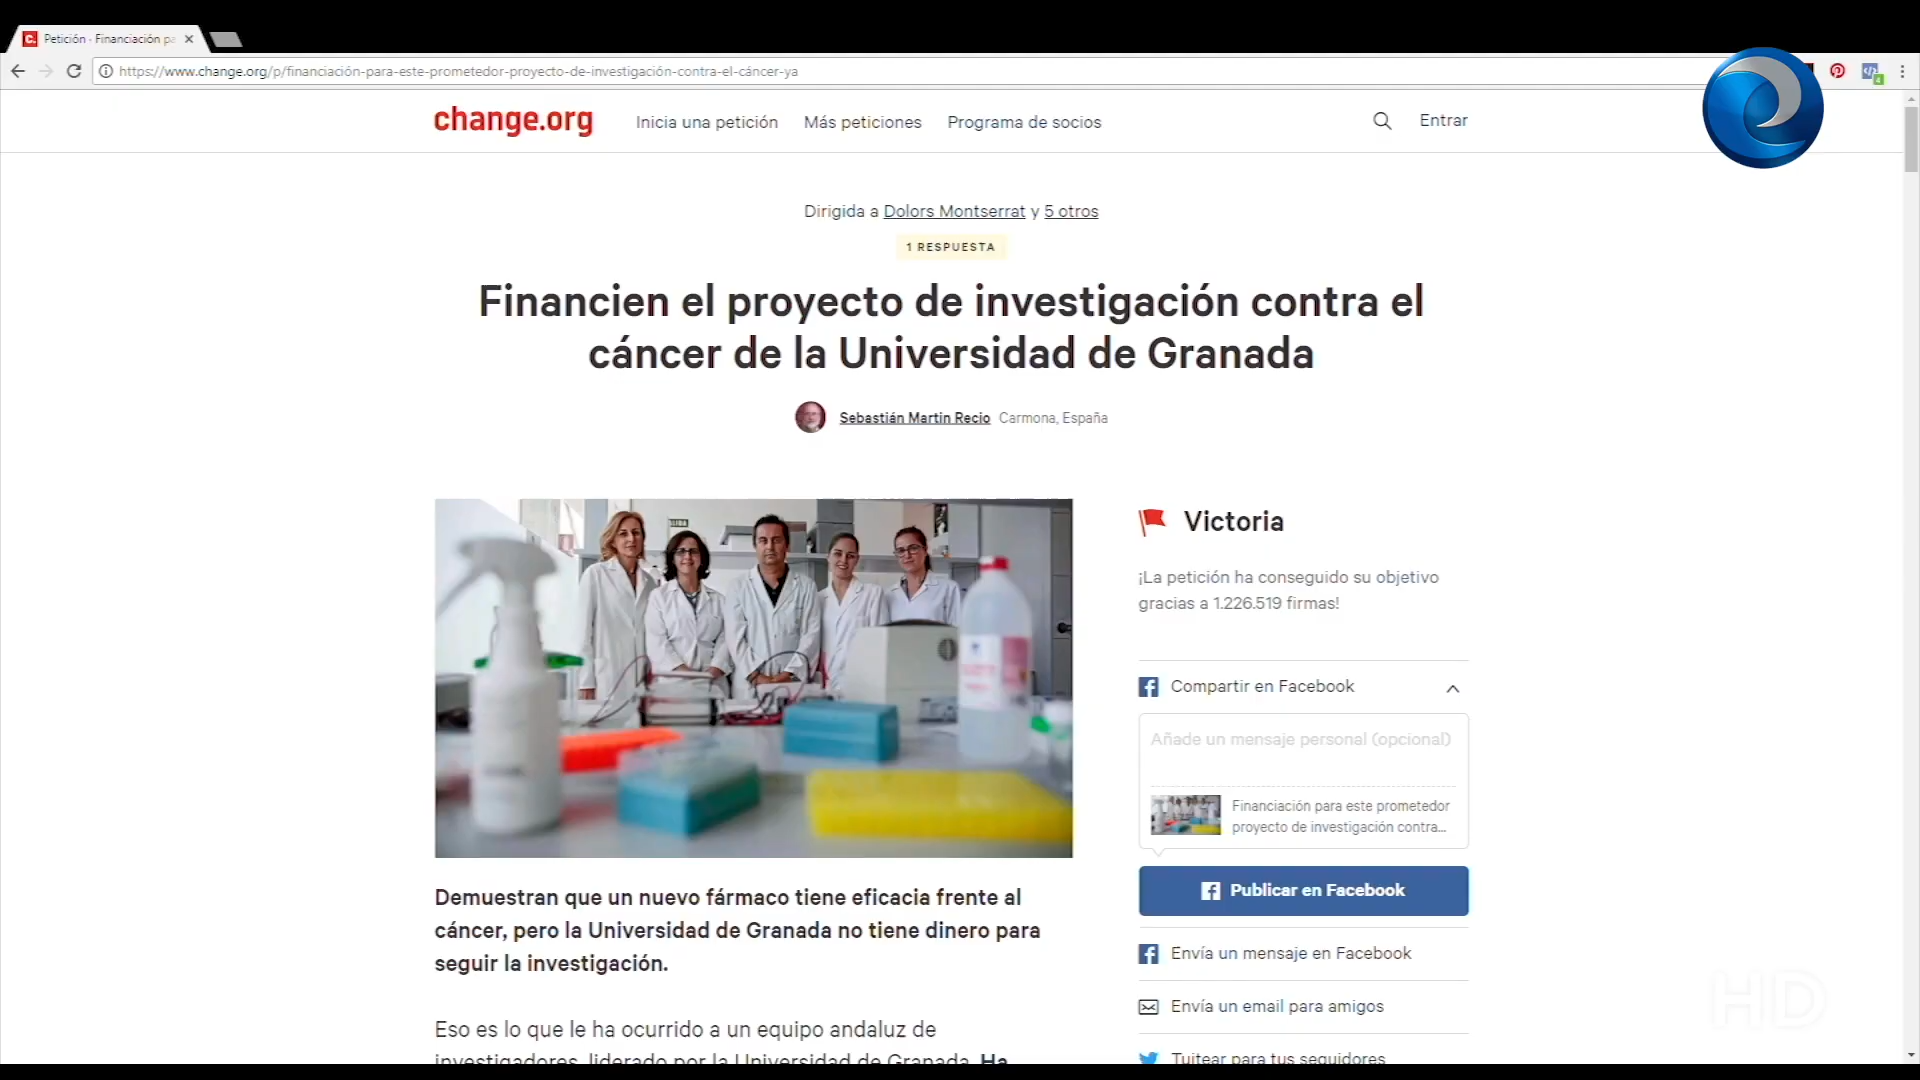 Petición · Financiación pa
https://www.change.org/p/financiación-para-este-prometedor-proyecto-de-investigación-contra-el-cáncer-ya
change.org
Inicia una petición
Más peticiones
Programa de socios
Entrar
Dirigida a Dolors Montserrat y 5 otros
1 RESPUESTA
Financien el proyecto de investigación contra el
cáncer de la Universidad de Granada
Sebastián Martin Recio Carmona, España
Victoria
¡La petición ha conseguido su objetivo
gracias a 1.226.519 firmas!
Compartir en Facebook
Añade un mensaje personal (opcional)
Financiación para este prometedor
proyecto de investigación contra...
Publicar en Facebook
Envía un mensaje en Facebook
Envía un email para amigos
Tuitear para tus seguidores
Demuestran que un nuevo fármaco tiene eficacia frente al
cáncer, pero la Universidad de Granada no tiene dinero para
seguir la investigación.
Eso es lo que le ha ocurrido a un equipo andaluz de
investigadores, liderado por la Universidad de Granada. Ha
HD